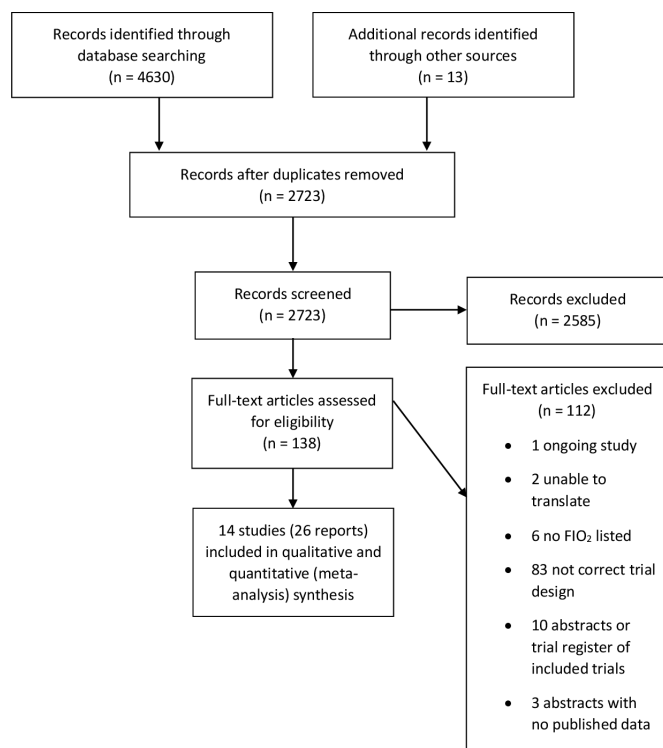 Records identified through
database searching
(n = 4630)
Additional records identified
through other sources
(n = 13)
Records after duplicates removed
(n = 2723)
Records screened
(n = 2723)
Records excluded
(n = 2585)
Full-text articles assessed
for eligibility
(n = 138)
Full-text articles excluded
(n = 112)
• 1 ongoing study
• 2 unable to
translate
• 6 no FIO₂ listed
• 83 not correct trial
design
• 10 abstracts or
trial register of
included trials
• 3 abstracts with
no published data
14 studies (26 reports)
included in qualitative and
quantitative (meta-
analysis) synthesis